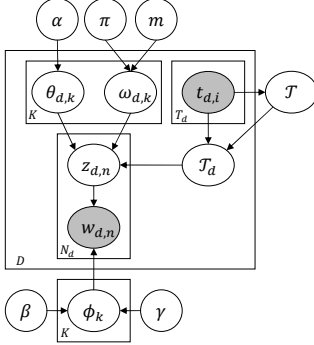 α π m
θ_{d,k} ω_{d,k} t_{d,i} 𝒯
K T_d
z_{d,n} 𝒯_d
w_{d,n}
N_d
D
β ϕ_k γ
K